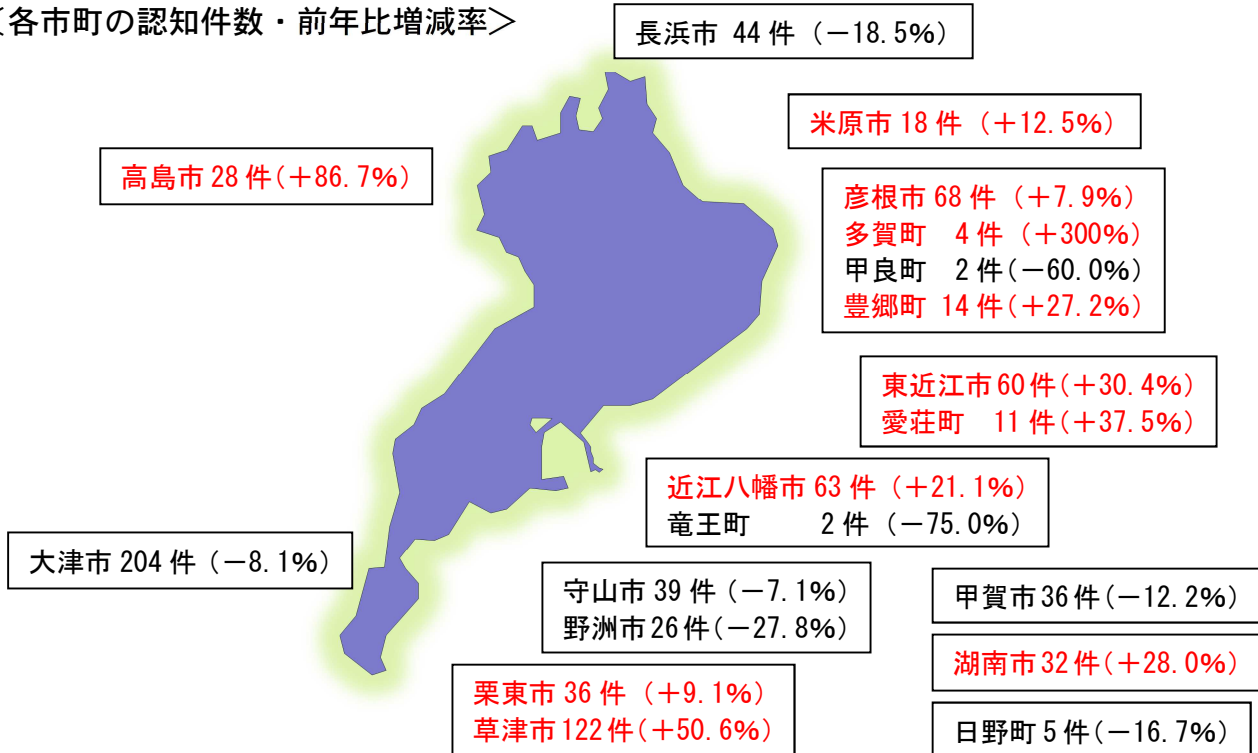 〈各市町の認知件数・前年比増減率＞
長浜市 44 件（－18.5%）
米原市 18 件（＋12.5%）
高島市 28 件(＋86.7%)
彦根市 68 件（＋7.9%）
多賀町　4 件（＋300%）
甲良町　2 件(－60.0%)
豊郷町 14 件(＋27.2%)
東近江市 60 件(＋30.4%)
愛荘町　11 件(＋37.5%)
近江八幡市 63 件（＋21.1%）
竜王町　　　2 件（－75.0%）
大津市 204 件（－8.1%）
守山市 39 件（－7.1%）
野洲市 26 件(－27.8%)
甲賀市 36 件(－12.2%)
湖南市 32 件(＋28.0%)
栗東市 36 件（＋9.1%）
草津市 122 件(＋50.6%)
日野町 5 件(－16.7%)